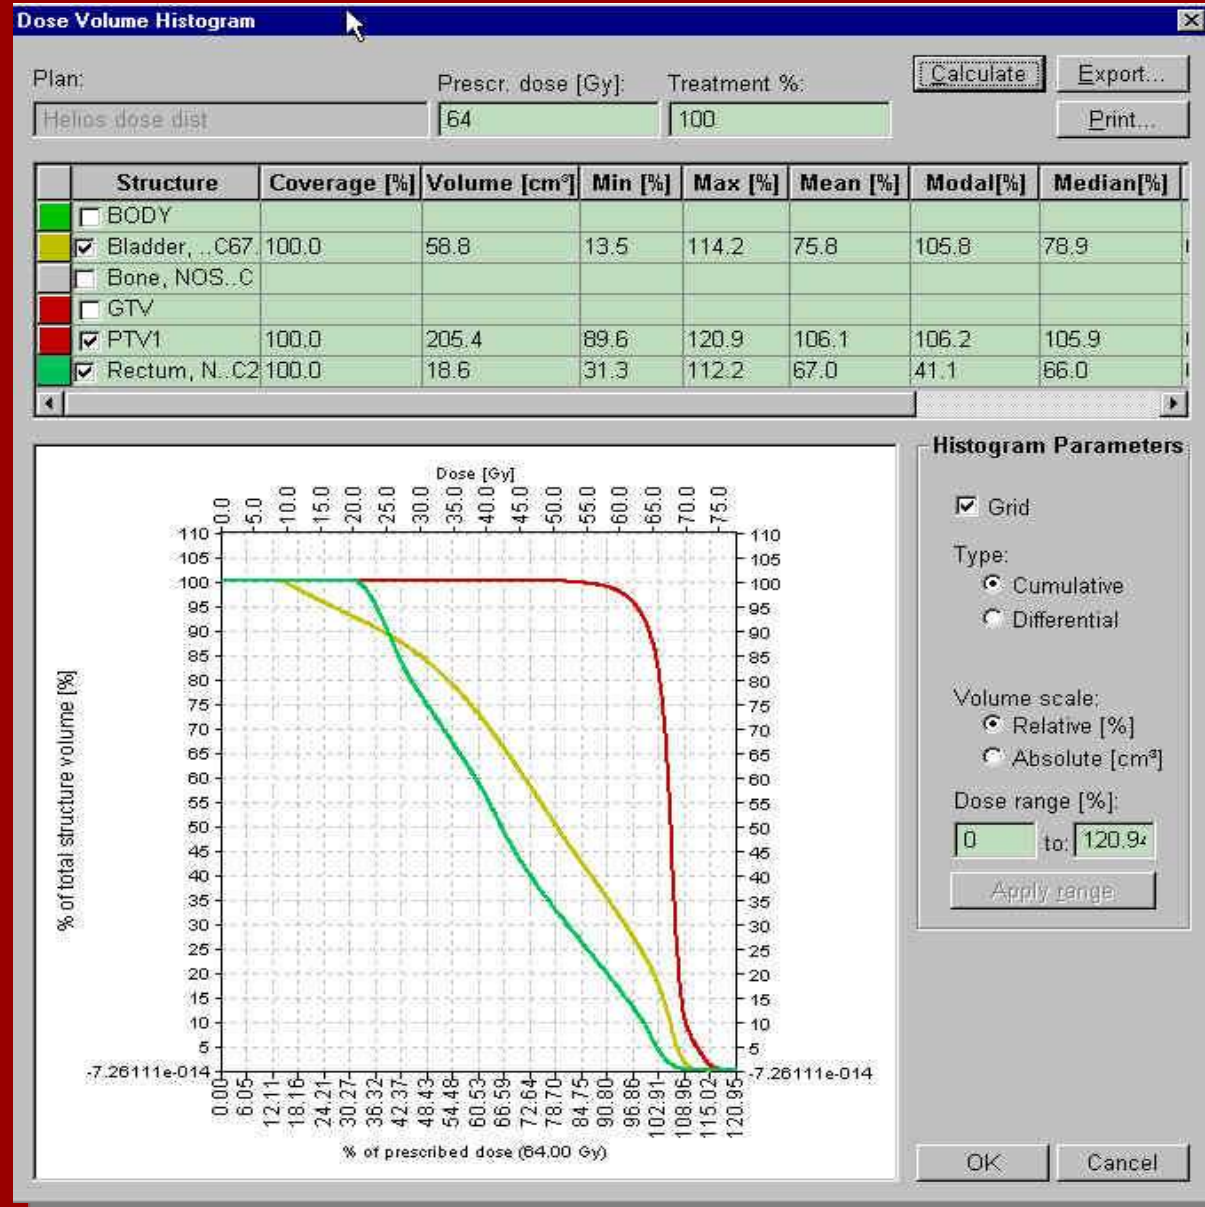 Dose Volume Histogram
Plan:
Prescr. dose [Gy]:
Treatment %:
Calculate
Export...
Helios dose dist
64
100
Print...
Structure Coverage [%] Volume [cm³] Min [%] Max [%] Mean [%] Modal[%] Median[%]
BODY
Bladder, ..C67. 100.0 58.8 13.5 114.2 75.8 105.8 78.9
Bone, NOS..C
GTV
PTV1 100.0 205.4 89.6 120.9 106.1 106.2 105.9
Rectum, N..C2 100.0 18.6 31.3 112.2 67.0 41.1 66.0
Dose [Gy]
0.0 5.0 10.0 15.0 20.0 25.0 30.0 35.0 40.0 45.0 50.0 55.0 60.0 65.0 70.0 75.0
110 110
105 105
100 100
95 95
90 90
85 85
80 80
75 75
70 70
65 65
60 60
55 55
50 50
45 45
40 40
35 35
30 30
25 25
20 20
15 15
10 10
5 5
-7.26111e-014 -7.26111e-014
% of total structure volume [%]
0.00 6.05 12.11 18.16 24.21 30.27 36.32 42.37 48.43 54.48 60.53 66.59 72.64 78.70 84.75 90.80 96.86 102.91 108.96 115.02 120.95
% of prescribed dose (64.00 Gy)
Histogram Parameters
Grid
Type:
Cumulative
Differential
Volume scale:
Relative [%]
Absolute [cm³]
Dose range [%]:
0 to: 120.94
Apply range
OK
Cancel